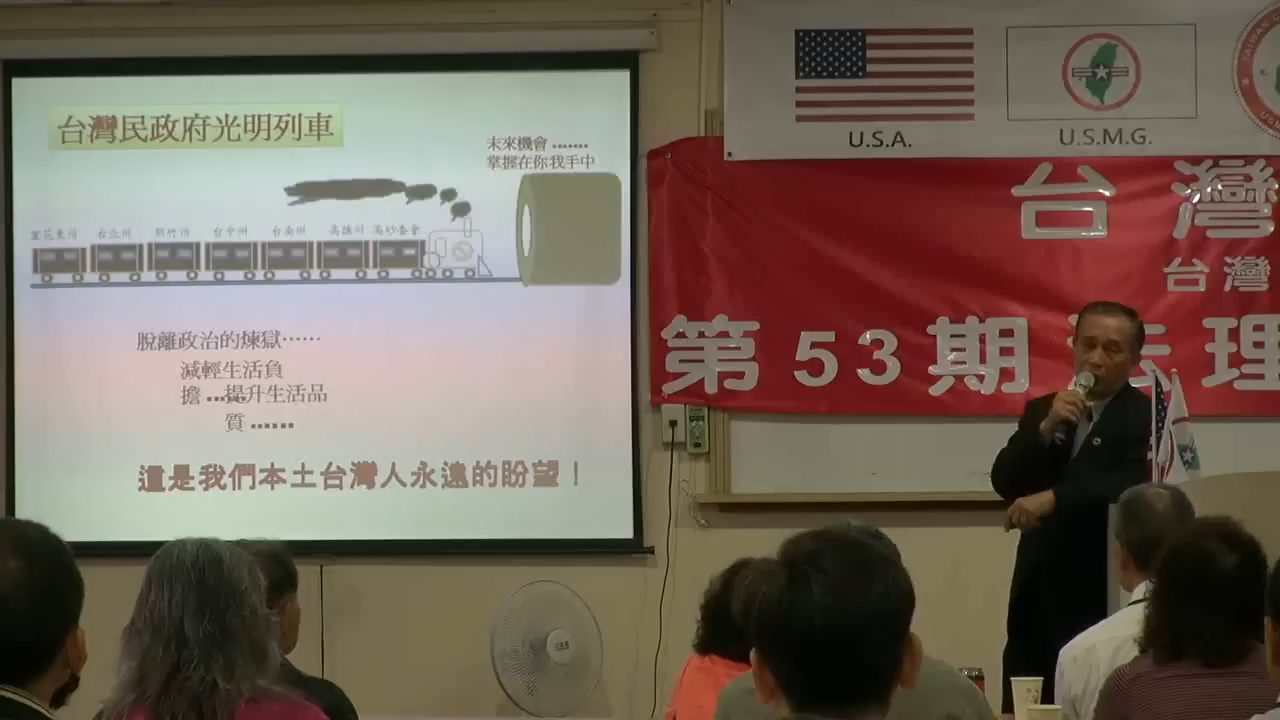 台灣民政府光明列車
未來機會.......
掌握在你我手中
宜花東州 台北州 新竹州 台中州 台南州 高雄州 高砂委會
脫離政治的煉獄......
減輕生活負
擔......提升生活品
質.......
這是我們本土台灣人永遠的盼望！
U.S.A.
U.S.M.G.
台灣
台灣
第53期法理